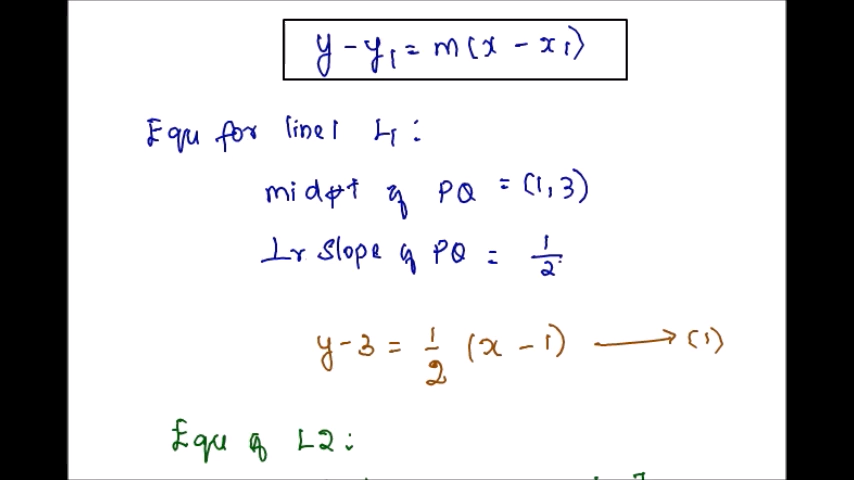 y - y₁ = m(x - x₁)
Equ for line 1 L₁ :
midpt of PQ = (1, 3)
⊥r slope of PQ = 1/2
y - 3 = 1/2 (x - 1) ⟶ (1)
Equ of L2 :